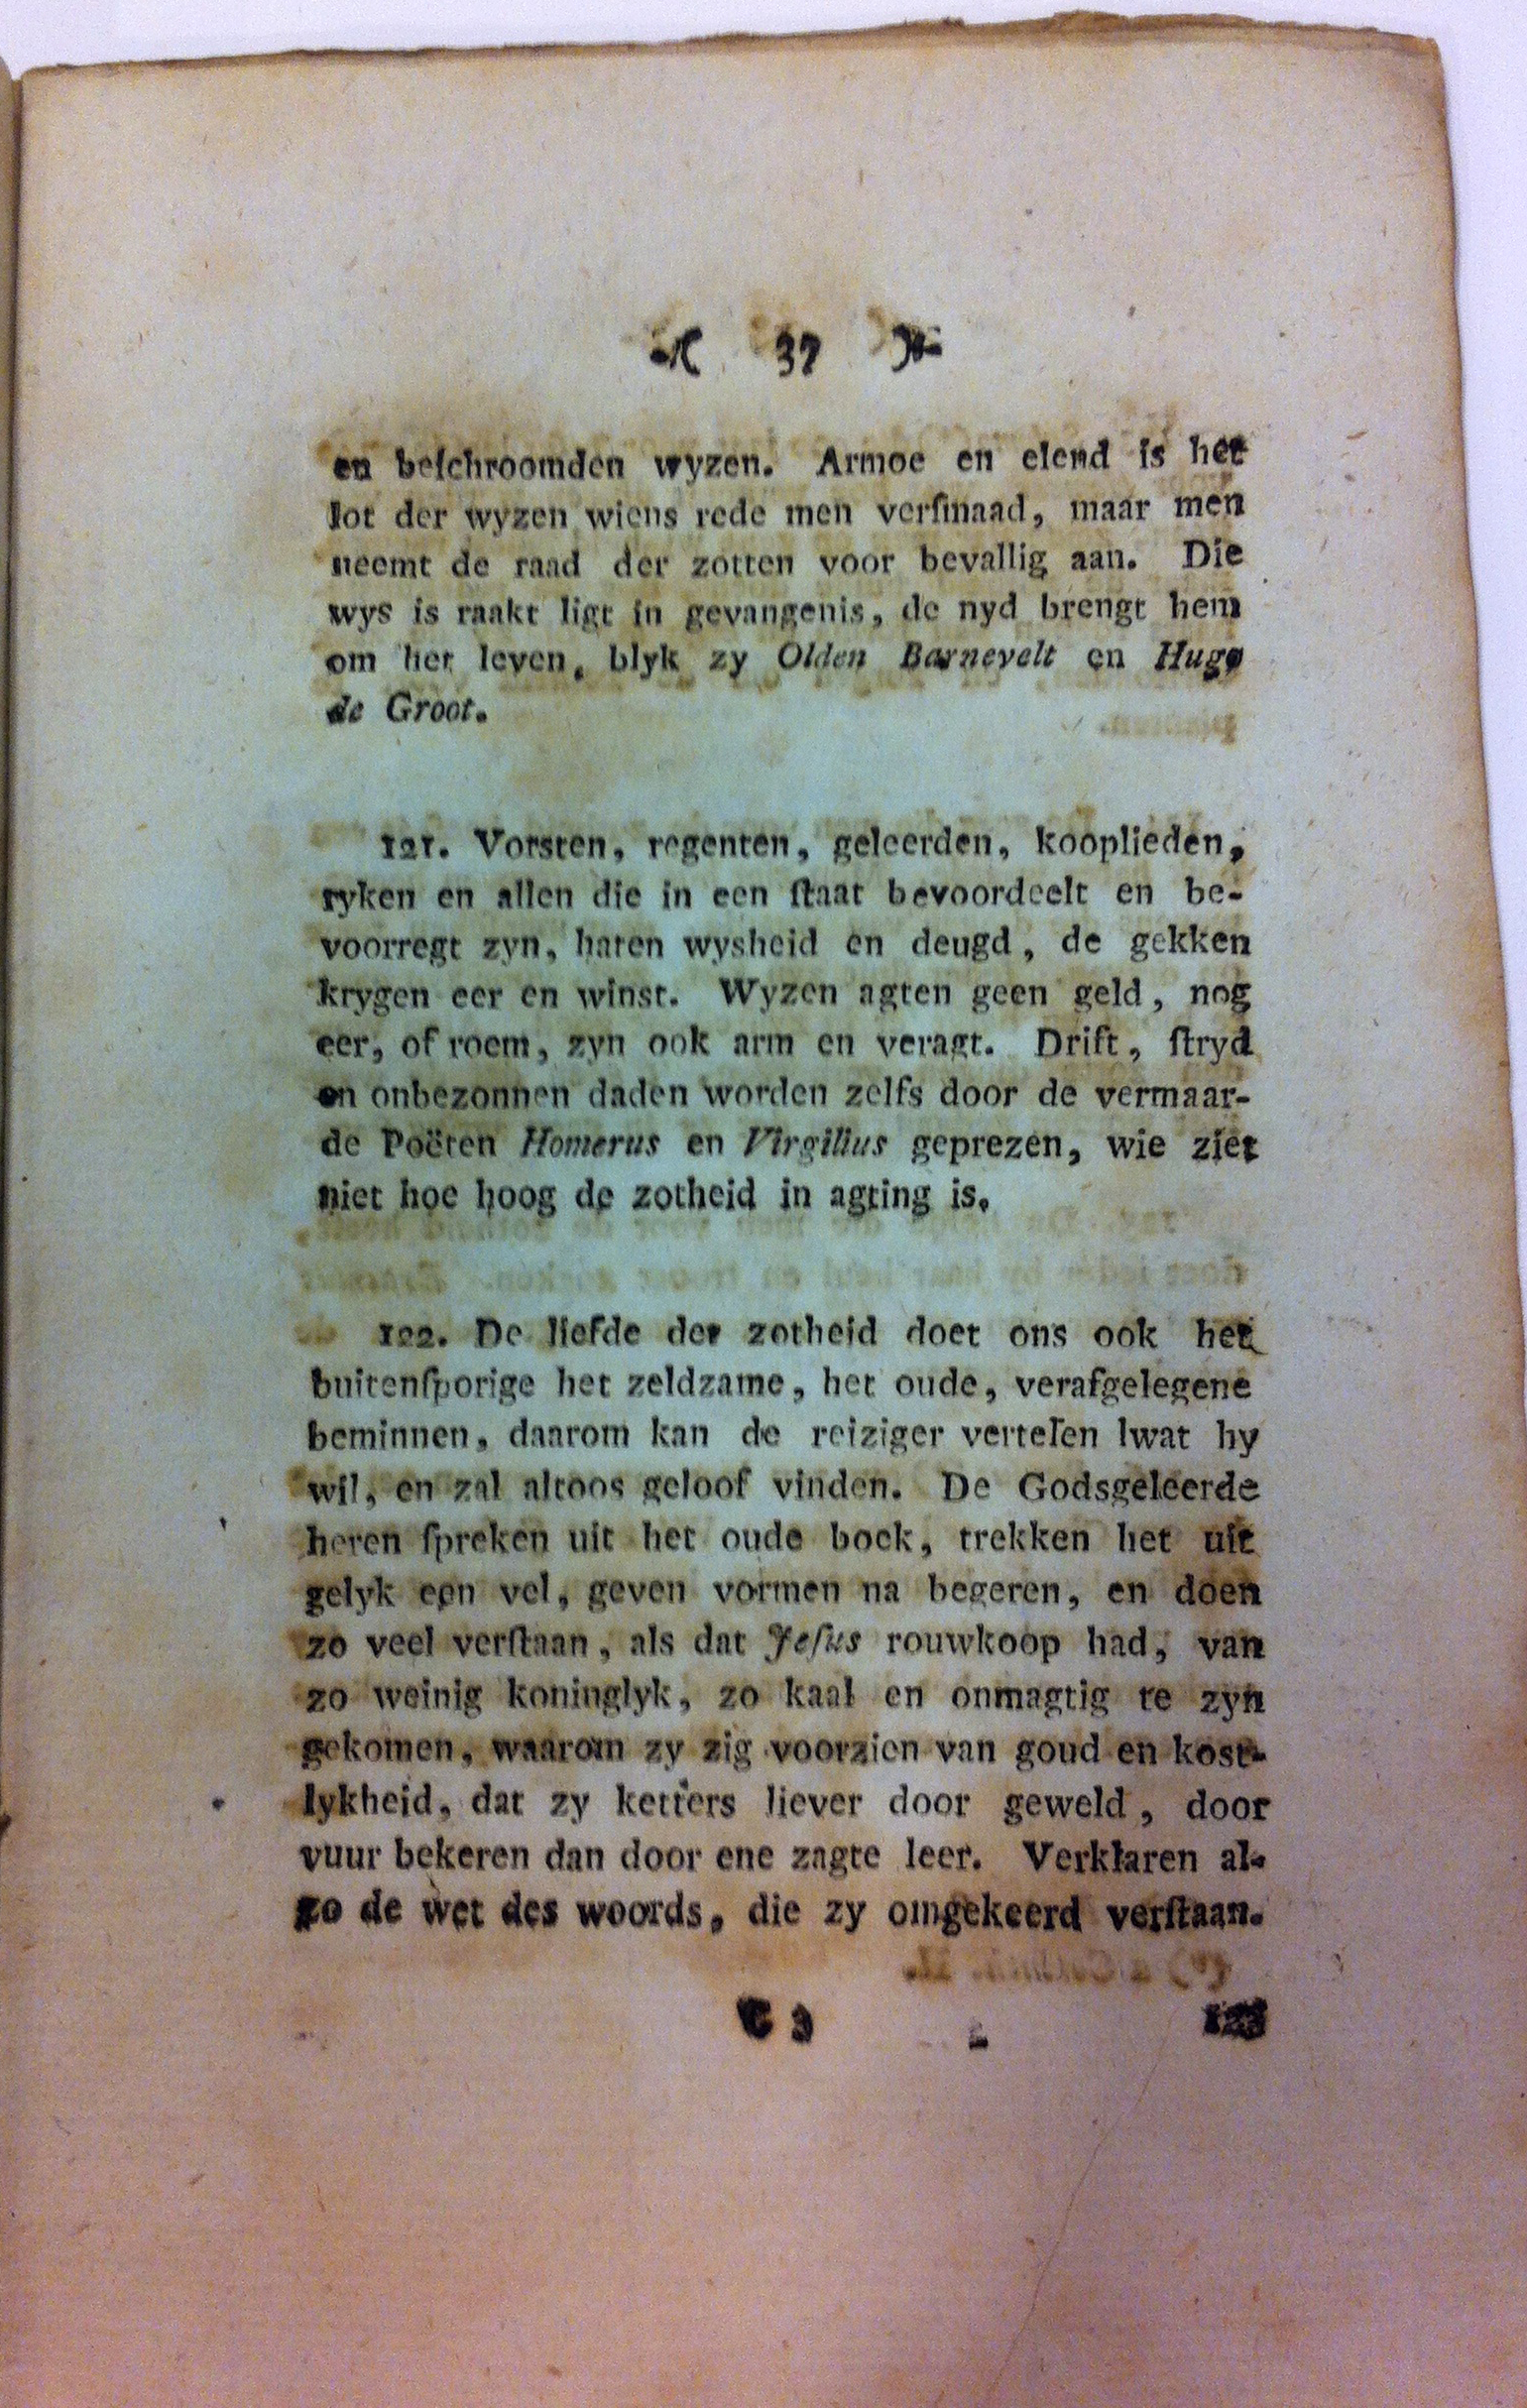 37
en beſchroomden wyzen. Armoe en elend is het
lot der wyzen wiens rede men verſmaad, maar men
neemt de raad der zotten voor bevallig aan. Die
wys is raakt ligt in gevangenis, de nyd brengt hem
om het leven, blyk zy Olden Barnevelt en Hugo
de Groot.
121. Vorsten, regenten, geleerden, kooplieden,
ryken en allen die in een ſtaat bevoordeelt en be-
voorregt zyn, haten wysheid en deugd, de gekken
krygen eer en winst. Wyzen agten geen geld, nog
eer, of roem, zyn ook arm en veragt. Drift, ſtryd
en onbezonnen daden worden zelfs door de vermaar-
de Poëten Homerus en Virgilius geprezen, wie ziet
niet hoe hoog de zotheid in agting is.
122. De liefde der zotheid doet ons ook het
buitenſporige het zeldzame, het oude, verafgelegene
beminnen, daarom kan de reiziger vertelen lwat hy
wil, en zal altoos geloof vinden. De Godsgeleerde
heren ſpreken uit het oude boek, trekken het uit
gelyk een vel, geven vormen na begeren, en doen
zo veel verſtaan, als dat Jeſus rouwkoop had, van
zo weinig koninglyk, zo kaal en onmagtig te zyn
gekomen, waarom zy zig voorzien van goud en kost-
lykheid, dat zy ketters liever door geweld, door
vuur bekeren dan door ene zagte leer. Verklaren al-
zo de wet des woords, die zy omgekeerd verſtaan.
C 3 123